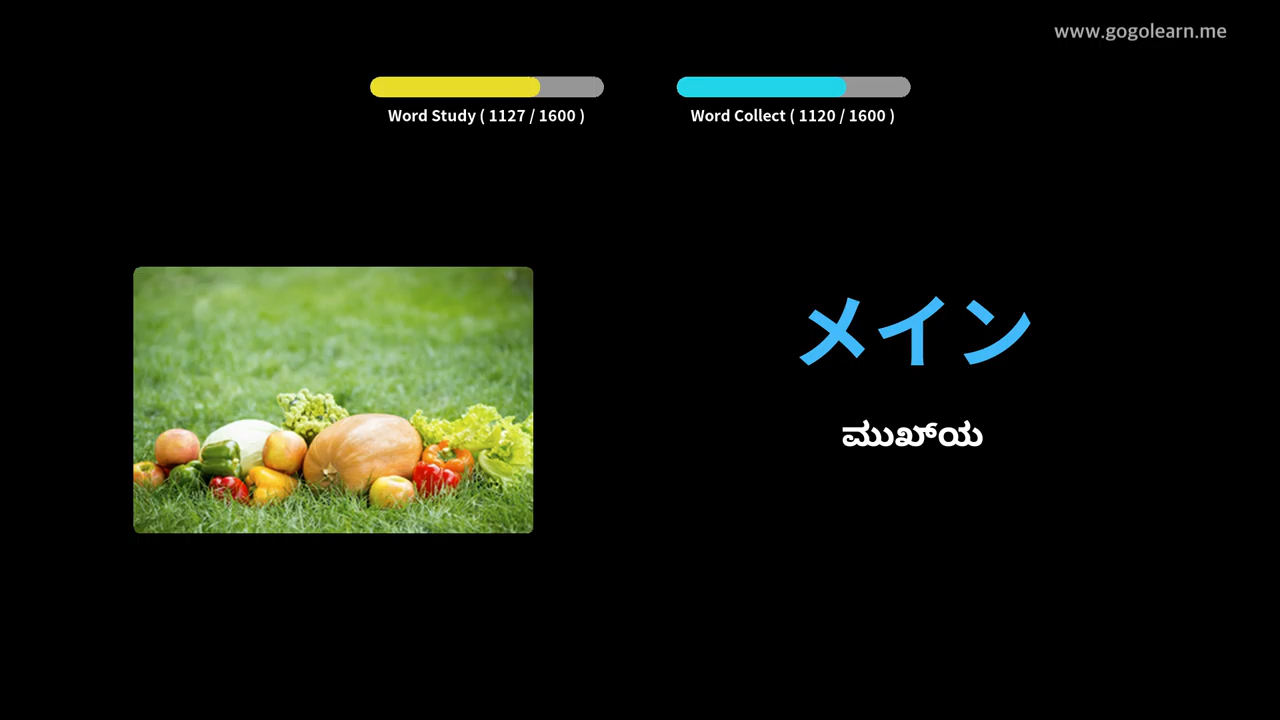 www.gogolearn.me
Word Study ( 1127 / 1600 )
Word Collect ( 1120 / 1600 )
メイン
ಮುಖ್ಯ